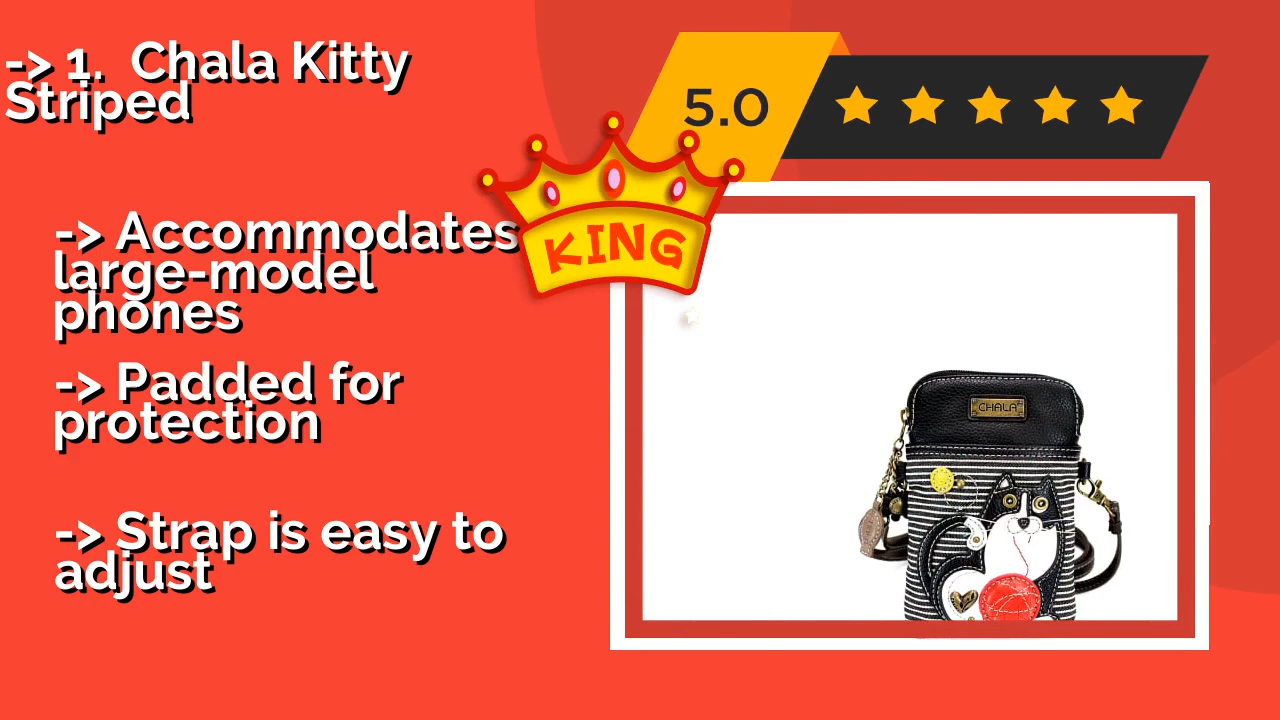 -> 1.  Chala Kitty
Striped
5.0
KING
-> Accommodates
large-model
phones
-> Padded for
protection
-> Strap is easy to
adjust
CHALA